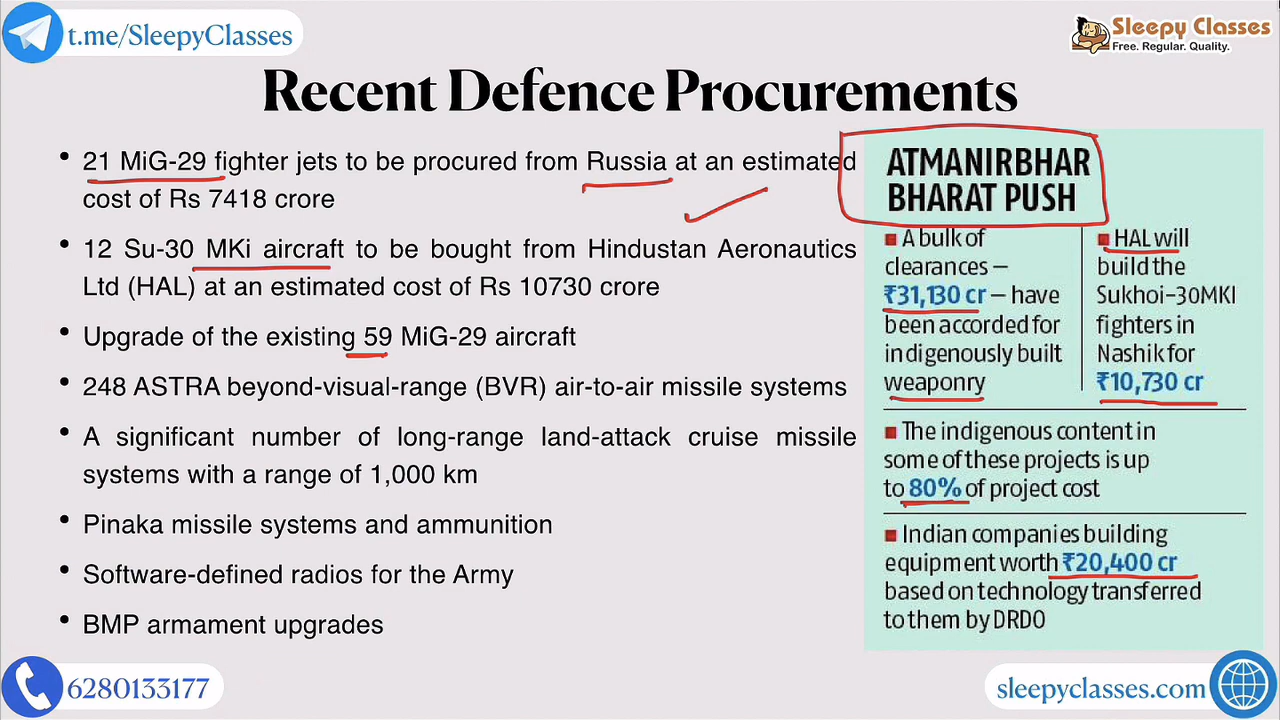 t.me/SleepyClasses
Sleepy Classes
Free. Regular. Quality.
Recent Defence Procurements
• 21 MiG-29 fighter jets to be procured from Russia at an estimated
cost of Rs 7418 crore
• 12 Su-30 MKi aircraft to be bought from Hindustan Aeronautics
Ltd (HAL) at an estimated cost of Rs 10730 crore
• Upgrade of the existing 59 MiG-29 aircraft
• 248 ASTRA beyond-visual-range (BVR) air-to-air missile systems
• A significant number of long-range land-attack cruise missile
systems with a range of 1,000 km
• Pinaka missile systems and ammunition
• Software-defined radios for the Army
• BMP armament upgrades
ATMANIRBHAR
BHARAT PUSH
A bulk of
clearances —
₹31,130 cr — have
been accorded for
indigenously built
weaponry
HAL will
build the
Sukhoi-30MKI
fighters in
Nashik for
₹10,730 cr
The indigenous content in
some of these projects is up
to 80% of project cost
Indian companies building
equipment worth ₹20,400 cr
based on technology transferred
to them by DRDO
6280133177
sleepyclasses.com